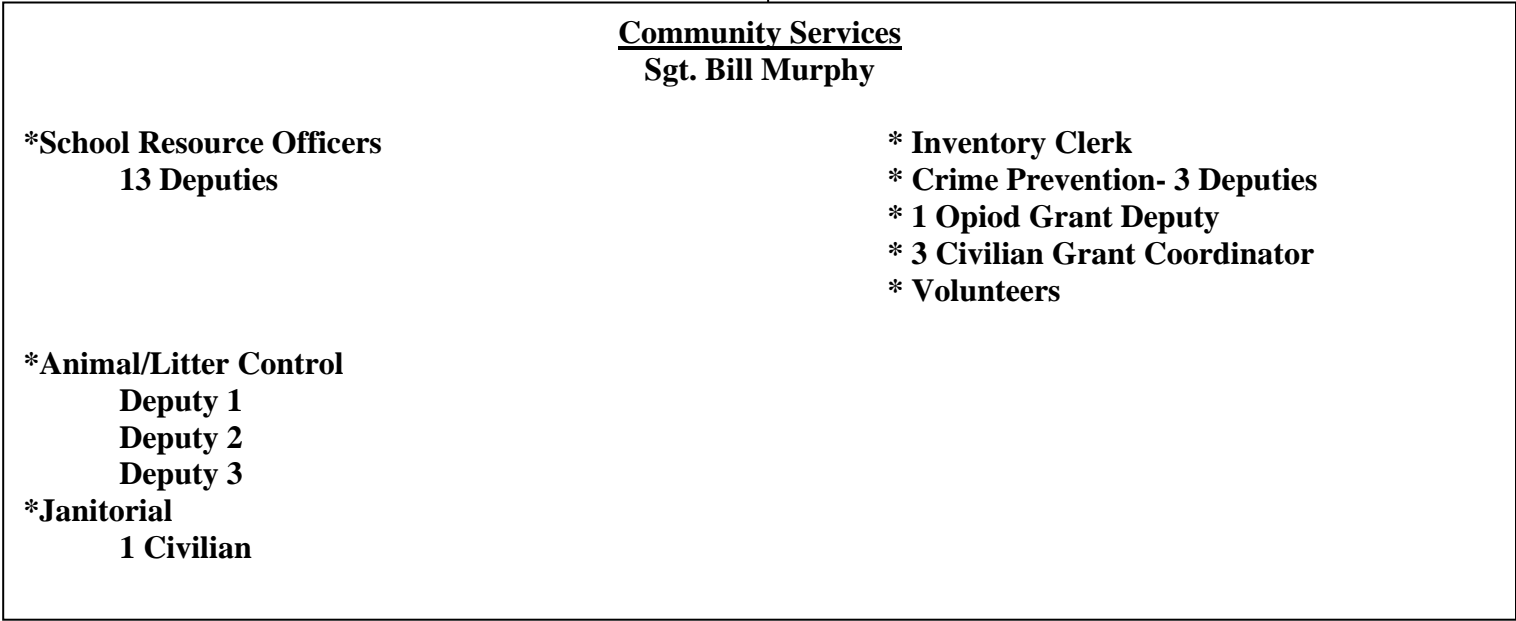 Community Services
Sgt. Bill Murphy
*School Resource Officers
13 Deputies
* Inventory Clerk
* Crime Prevention- 3 Deputies
* 1 Opiod Grant Deputy
* 3 Civilian Grant Coordinator
* Volunteers
*Animal/Litter Control
Deputy 1
Deputy 2
Deputy 3
*Janitorial
1 Civilian